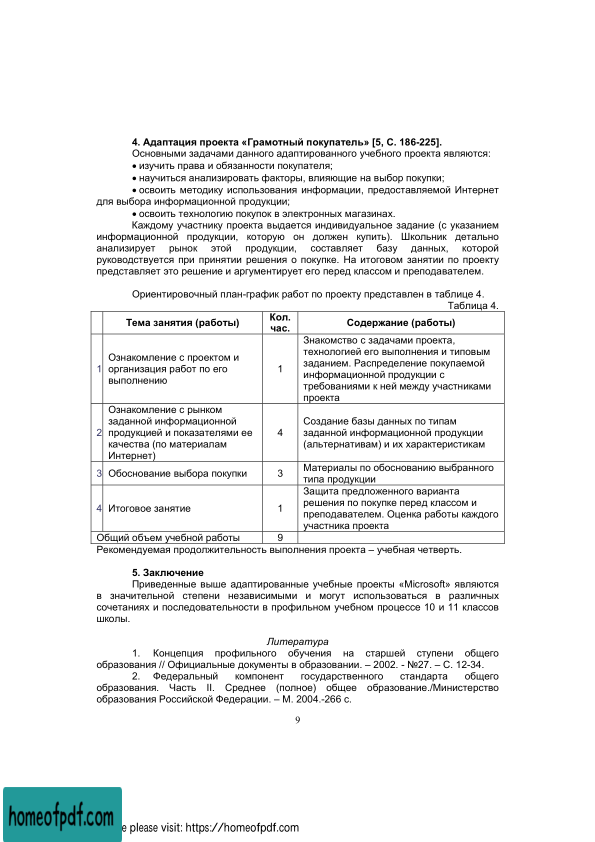 4. Адаптация проекта «Грамотный покупатель» [5, С. 186-225].
Основными задачами данного адаптированного учебного проекта являются:
• изучить права и обязанности покупателя;
• научиться анализировать факторы, влияющие на выбор покупки;
• освоить методику использования информации, предоставляемой Интернет
для выбора информационной продукции;
• освоить технологию покупок в электронных магазинах.
Каждому участнику проекта выдается индивидуальное задание (с указанием
информационной продукции, которую он должен купить). Школьник детально
анализирует рынок этой продукции, составляет базу данных, которой
руководствуется при принятии решения о покупке. На итоговом занятии по проекту
представляет это решение и аргументирует его перед классом и преподавателем.
Ориентировочный план-график работ по проекту представлен в таблице 4.
Таблица 4.
Тема занятия (работы)
Кол.
час.
Содержание (работы)
1
Ознакомление с проектом и
организация работ по его
выполнению
1
Знакомство с задачами проекта,
технологией его выполнения и типовым
заданием. Распределение покупаемой
информационной продукции с
требованиями к ней между участниками
проекта
2
Ознакомление с рынком
заданной информационной
продукцией и показателями ее
качества (по материалам
Интернет)
4
Создание базы данных по типам
заданной информационной продукции
(альтернативам) и их характеристикам
3
Обоснование выбора покупки
3
Материалы по обоснованию выбранного
типа продукции
4
Итоговое занятие
1
Защита предложенного варианта
решения по покупке перед классом и
преподавателем. Оценка работы каждого
участника проекта
Общий объем учебной работы
9
Рекомендуемая продолжительность выполнения проекта – учебная четверть.
5. Заключение
Приведенные выше адаптированные учебные проекты «Microsoft» являются
в значительной степени независимыми и могут использоваться в различных
сочетаниях и последовательности в профильном учебном процессе 10 и 11 классов
школы.
Литература
1. Концепция профильного обучения на старшей ступени общего
образования // Официальные документы в образовании. – 2002. - №27. – С. 12-34.
2. Федеральный компонент государственного стандарта общего
образования. Часть II. Среднее (полное) общее образование./Министерство
образования Российской Федерации. – М. 2004.-266 с.
9
homeofpdf.com
e please visit: https://homeofpdf.com